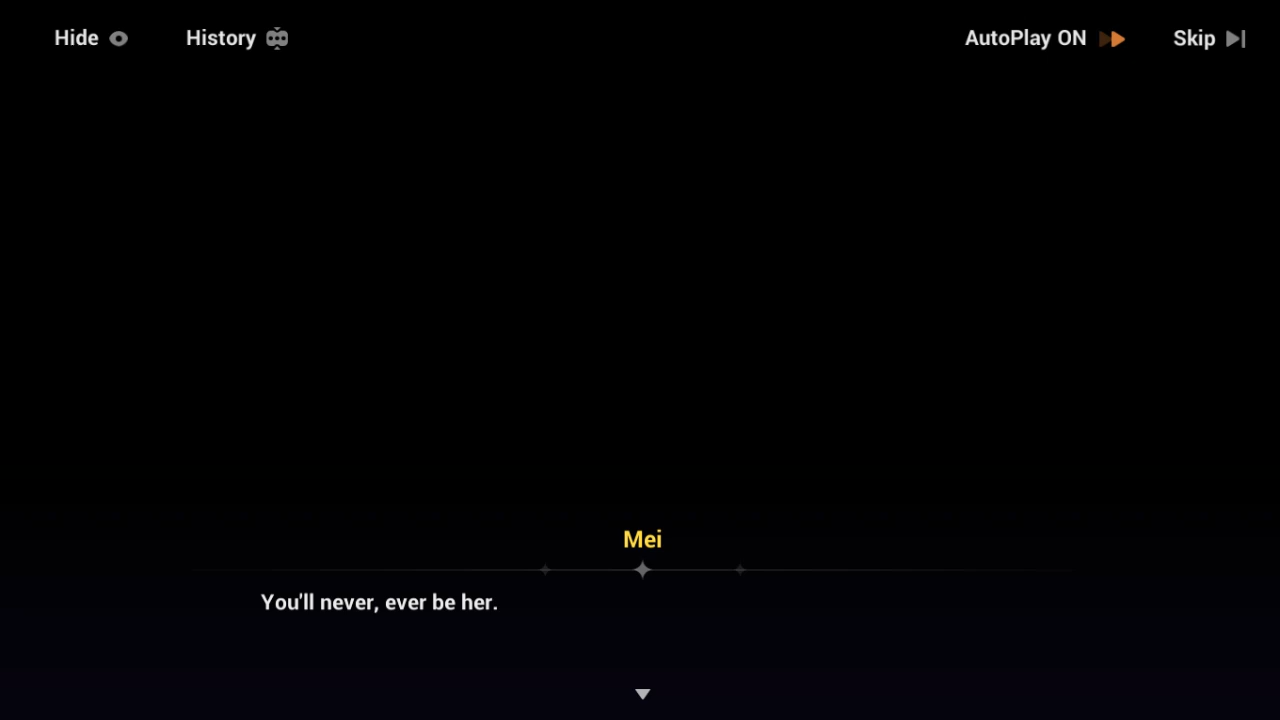 Hide
History
AutoPlay ON
Skip
Mei
You'll never, ever be her.